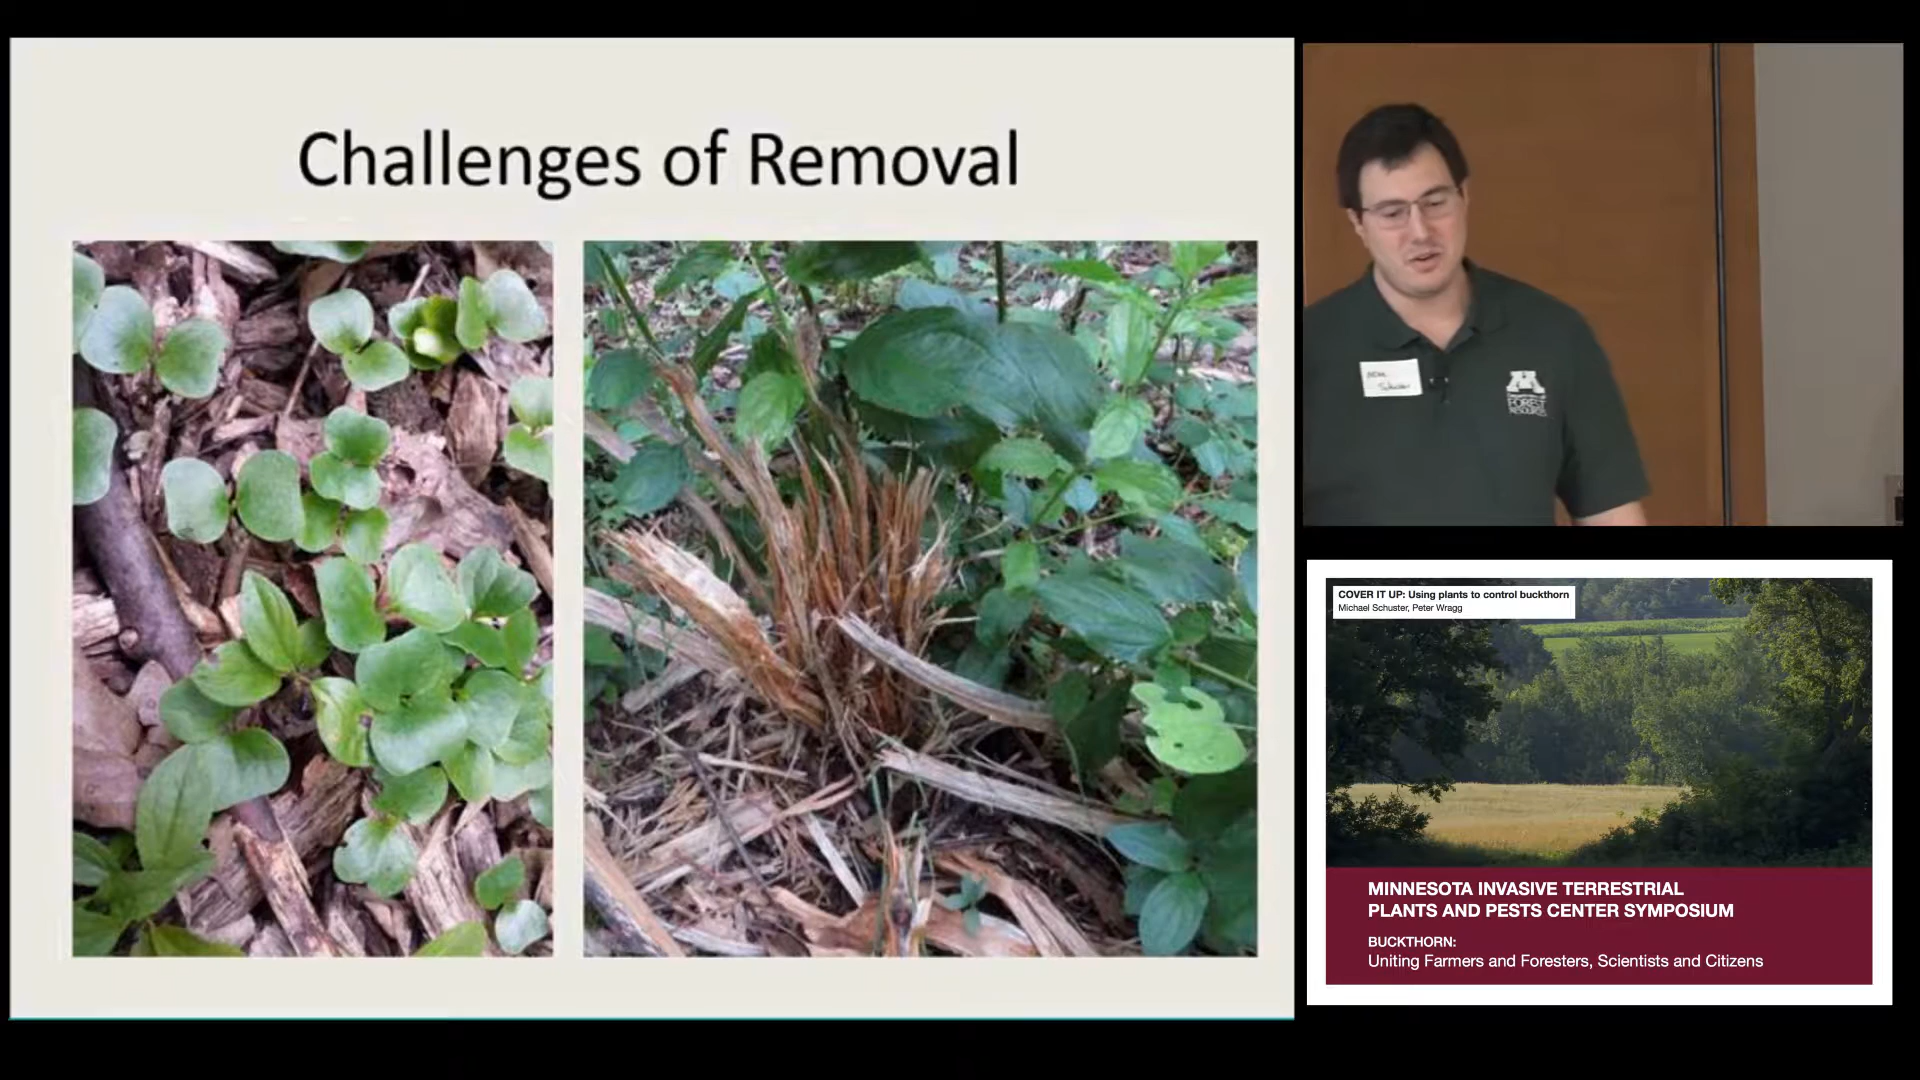 Challenges of Removal
FOREST
COVER IT UP: Using plants to control buckthorn
Michael Schuster, Peter Wragg
MINNESOTA INVASIVE TERRESTRIAL
PLANTS AND PESTS CENTER SYMPOSIUM
BUCKTHORN:
Uniting Farmers and Foresters, Scientists and Citizens